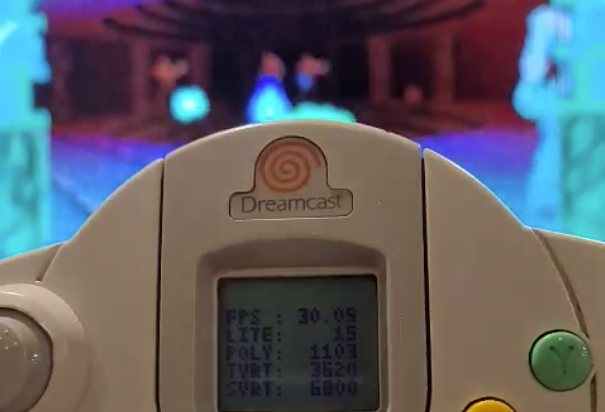 Dreamcast
FPS : 30.09
LITE: 15
POLY: 1103
TVRT: 3620
SVRT: 6800
Y